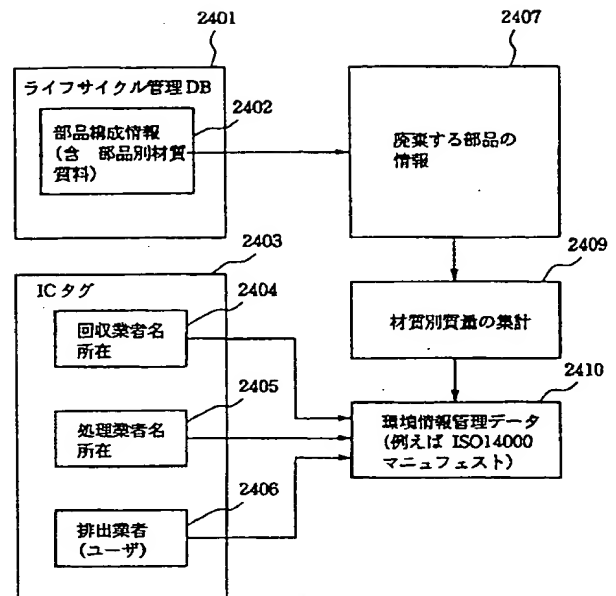 2401
ライフサイクル管理DB
2402
部品構成情報
(含 部品別材質
質料)
2407
廃棄する部品の
情報
2403
ICタグ
2404
回収業者名
所在
2405
処理業者名
所在
2406
排出業者
(ユーザ)
2409
材質別質量の集計
2410
環境情報管理データ
(例えば ISO14000
マニュフェスト)